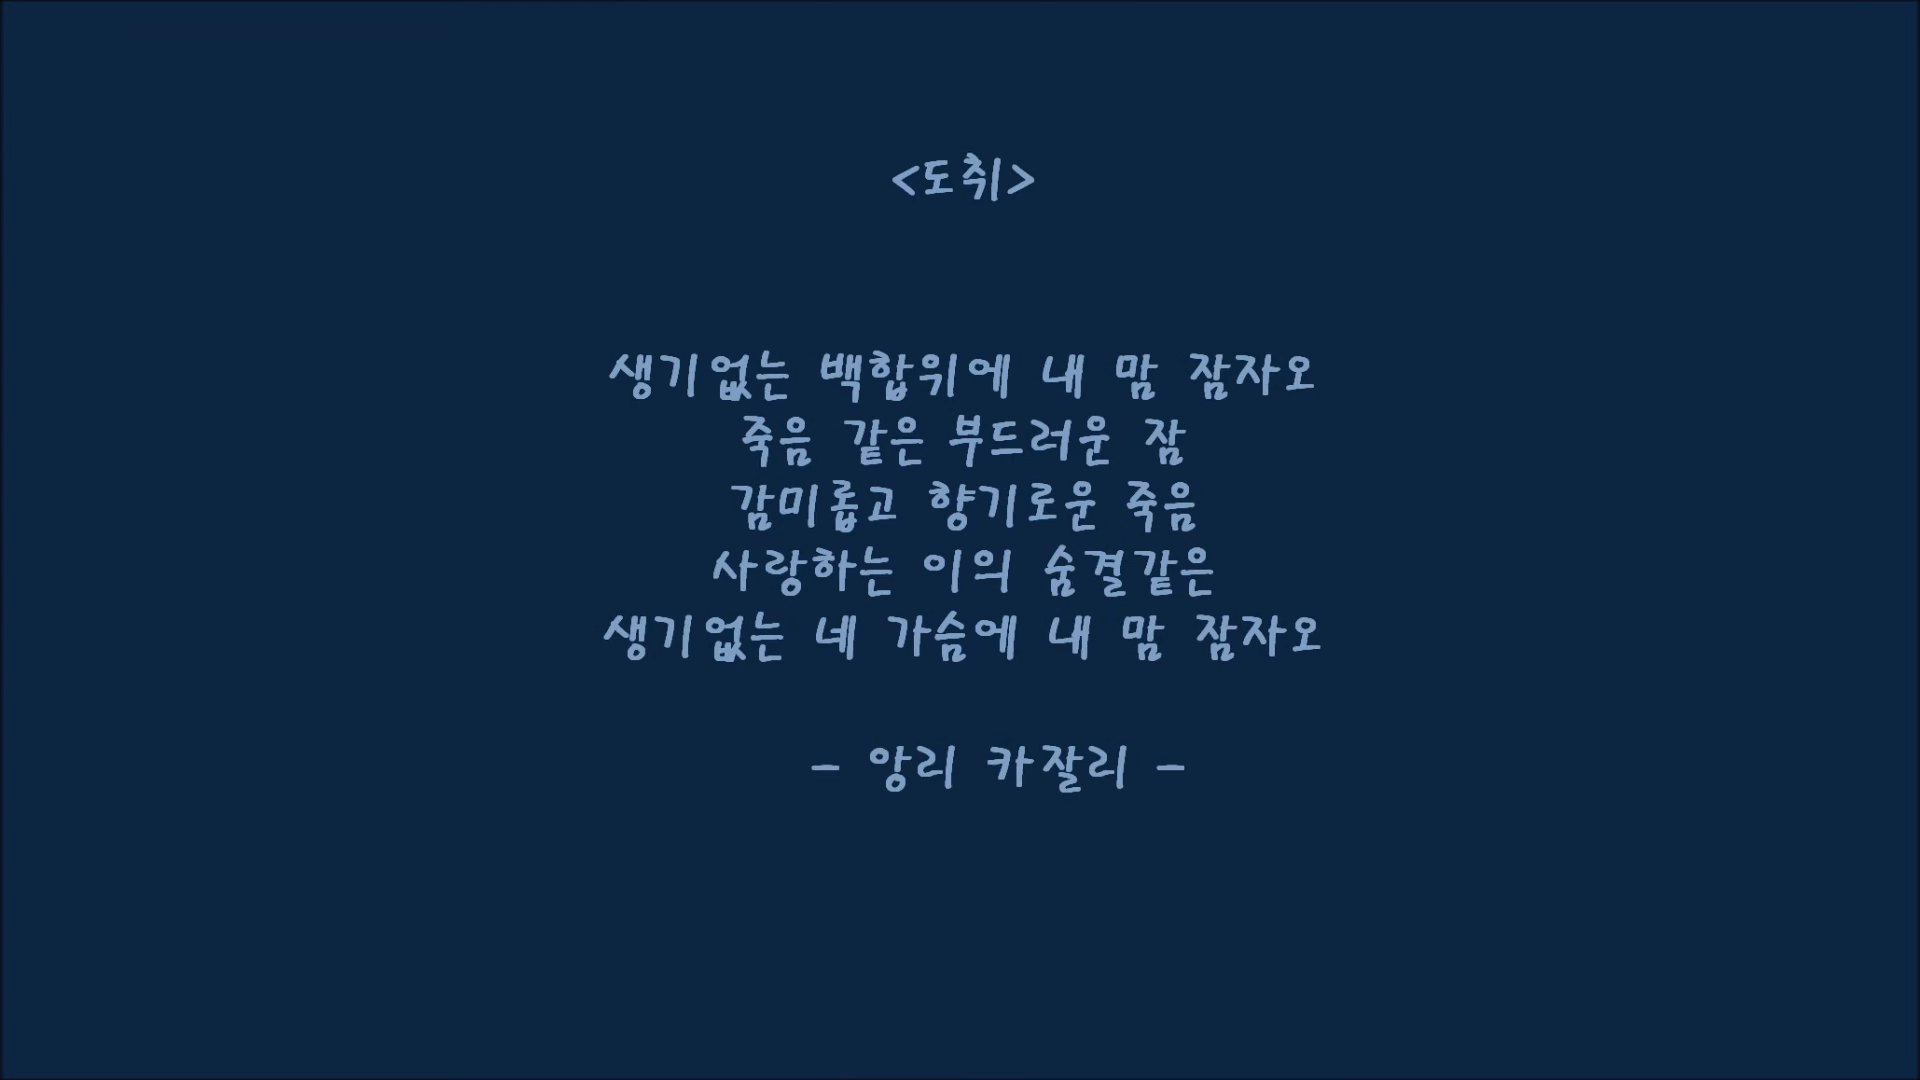 <도취>
생기없는 백합위에 내 맘 잠자오
죽음 같은 부드러운 잠
감미롭고 향기로운 죽음
사랑하는 이의 숨결같은
생기없는 네 가슴에 내 맘 잠자오
- 앙리 카잘리 -